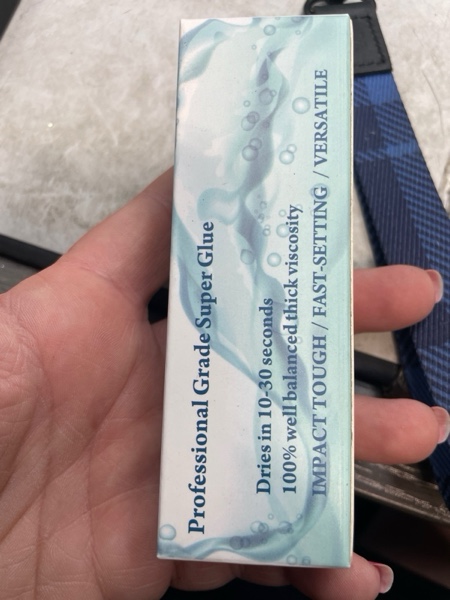 Professional Grade Super Glue
Dries in 10-30 seconds
100% well balanced thick viscosity
IMPACT TOUGH / FAST-SETTING / VERSATILE